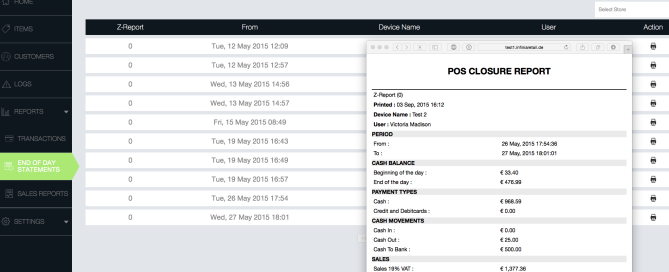 HOME
Select Store
ITEMS
CUSTOMERS
LOGS
REPORTS
TRANSACTIONS
END OF DAY
STATEMENTS
SALES REPORTS
SETTINGS
Z-Report From Device Name User Action
0 Tue, 12 May 2015 12:09
0 Tue, 12 May 2015 12:57
0 Wed, 13 May 2015 14:56
0 Wed, 13 May 2015 14:57
0 Fri, 15 May 2015 08:49
0 Tue, 19 May 2015 16:43
0 Tue, 19 May 2015 16:49
0 Tue, 19 May 2015 16:57
0 Tue, 26 May 2015 17:54
0 Wed, 27 May 2015 18:01
POS CLOSURE REPORT
Z-Report (0)
Printed : 03 Sep, 2015 16:12
Device Name : Test 2
User : Victoria Madison
PERIOD
From : 26 May, 2015 17:54:36
To : 27 May, 2015 18:01:01
CASH BALANCE
Beginning of the day : € 33.40
End of the day : € 476.99
PAYMENT TYPES
Cash : € 968.59
Credit and Debitcards : € 0.00
CASH MOVEMENTS
Cash In : € 0.00
Cash Out : € 25.00
Cash To Bank : € 500.00
SALES
Sales 19% VAT : € 1,377.36